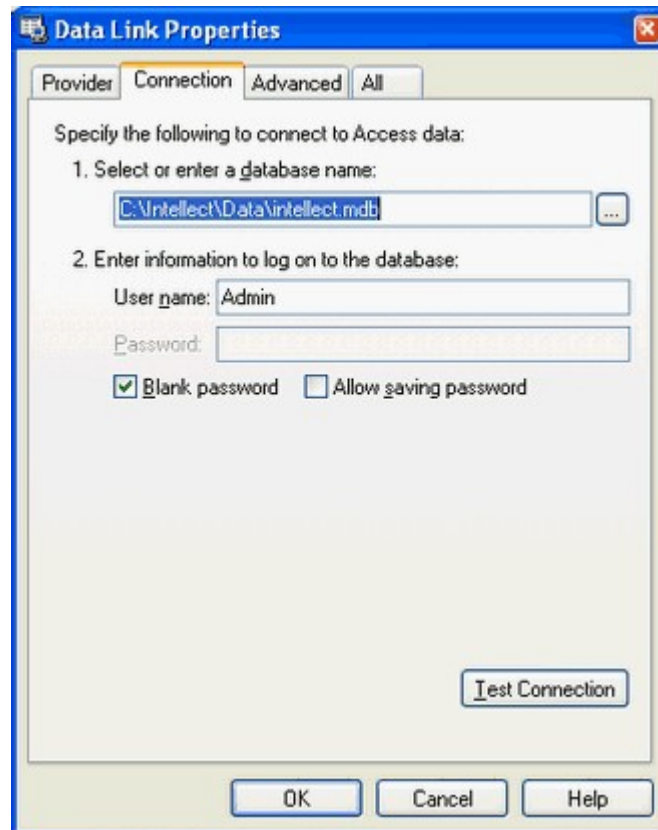 Data Link Properties
Provider Connection Advanced All
Specify the following to connect to Access data:
1. Select or enter a database name:
C:\Intellect\Data\intellect.mdb ...
2. Enter information to log on to the database:
User name: Admin
Password:
Blank password Allow saving password
Test Connection
OK Cancel Help